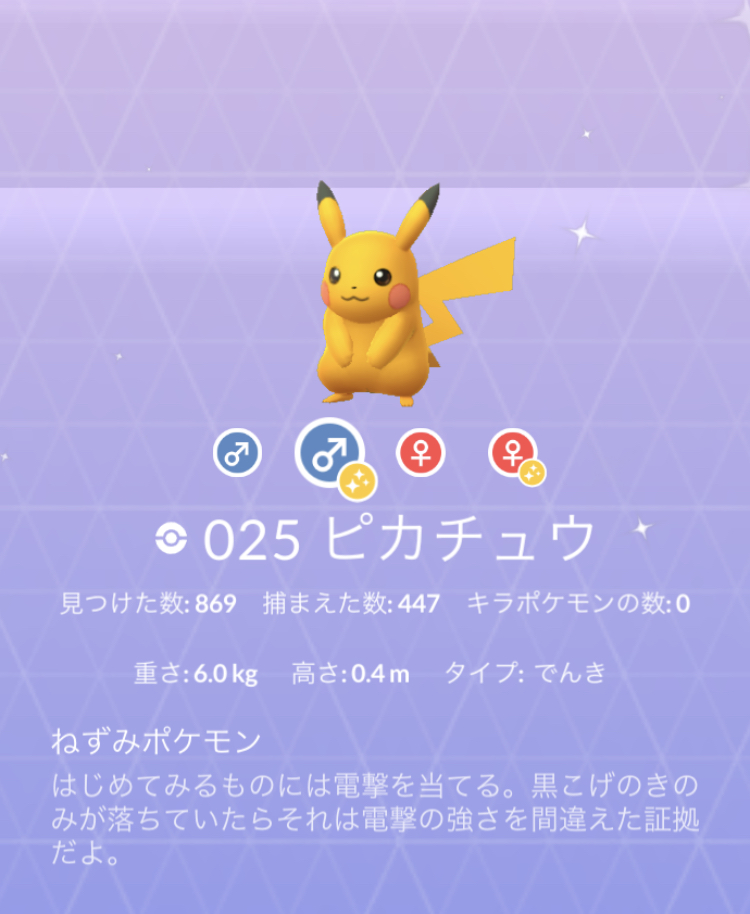 025 ピカチュウ
見つけた数: 869 捕まえた数: 447 キラポケモンの数: 0
重さ: 6.0 kg 高さ: 0.4 m タイプ: でんき
ねずみポケモン
はじめてみるものには電撃を当てる。黒こげのきの
みが落ちていたらそれは電撃の強さを間違えた証拠
だよ。